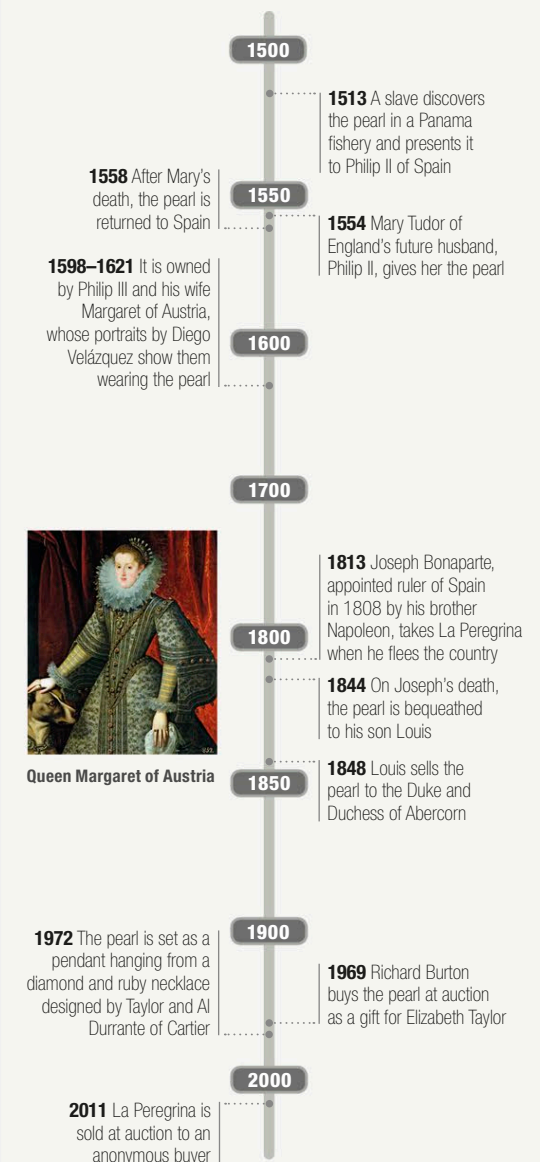 1500
1513 A slave discovers
the pearl in a Panama
fishery and presents it
to Philip II of Spain
1558 After Mary's
death, the pearl is
returned to Spain
1550
1554 Mary Tudor of
England's future husband,
Philip II, gives her the pearl
1598–1621 It is owned
by Philip III and his wife
Margaret of Austria,
whose portraits by Diego
Velázquez show them
wearing the pearl
1600
1700
Queen Margaret of Austria
1813 Joseph Bonaparte,
appointed ruler of Spain
in 1808 by his brother
Napoleon, takes La Peregrina
when he flees the country
1800
1844 On Joseph's death,
the pearl is bequeathed
to his son Louis
1848 Louis sells the
pearl to the Duke and
Duchess of Abercorn
1850
1900
1972 The pearl is set as a
pendant hanging from a
diamond and ruby necklace
designed by Taylor and Al
Durrante of Cartier
1969 Richard Burton
buys the pearl at auction
as a gift for Elizabeth Taylor
2000
2011 La Peregrina is
sold at auction to an
anonymous buyer